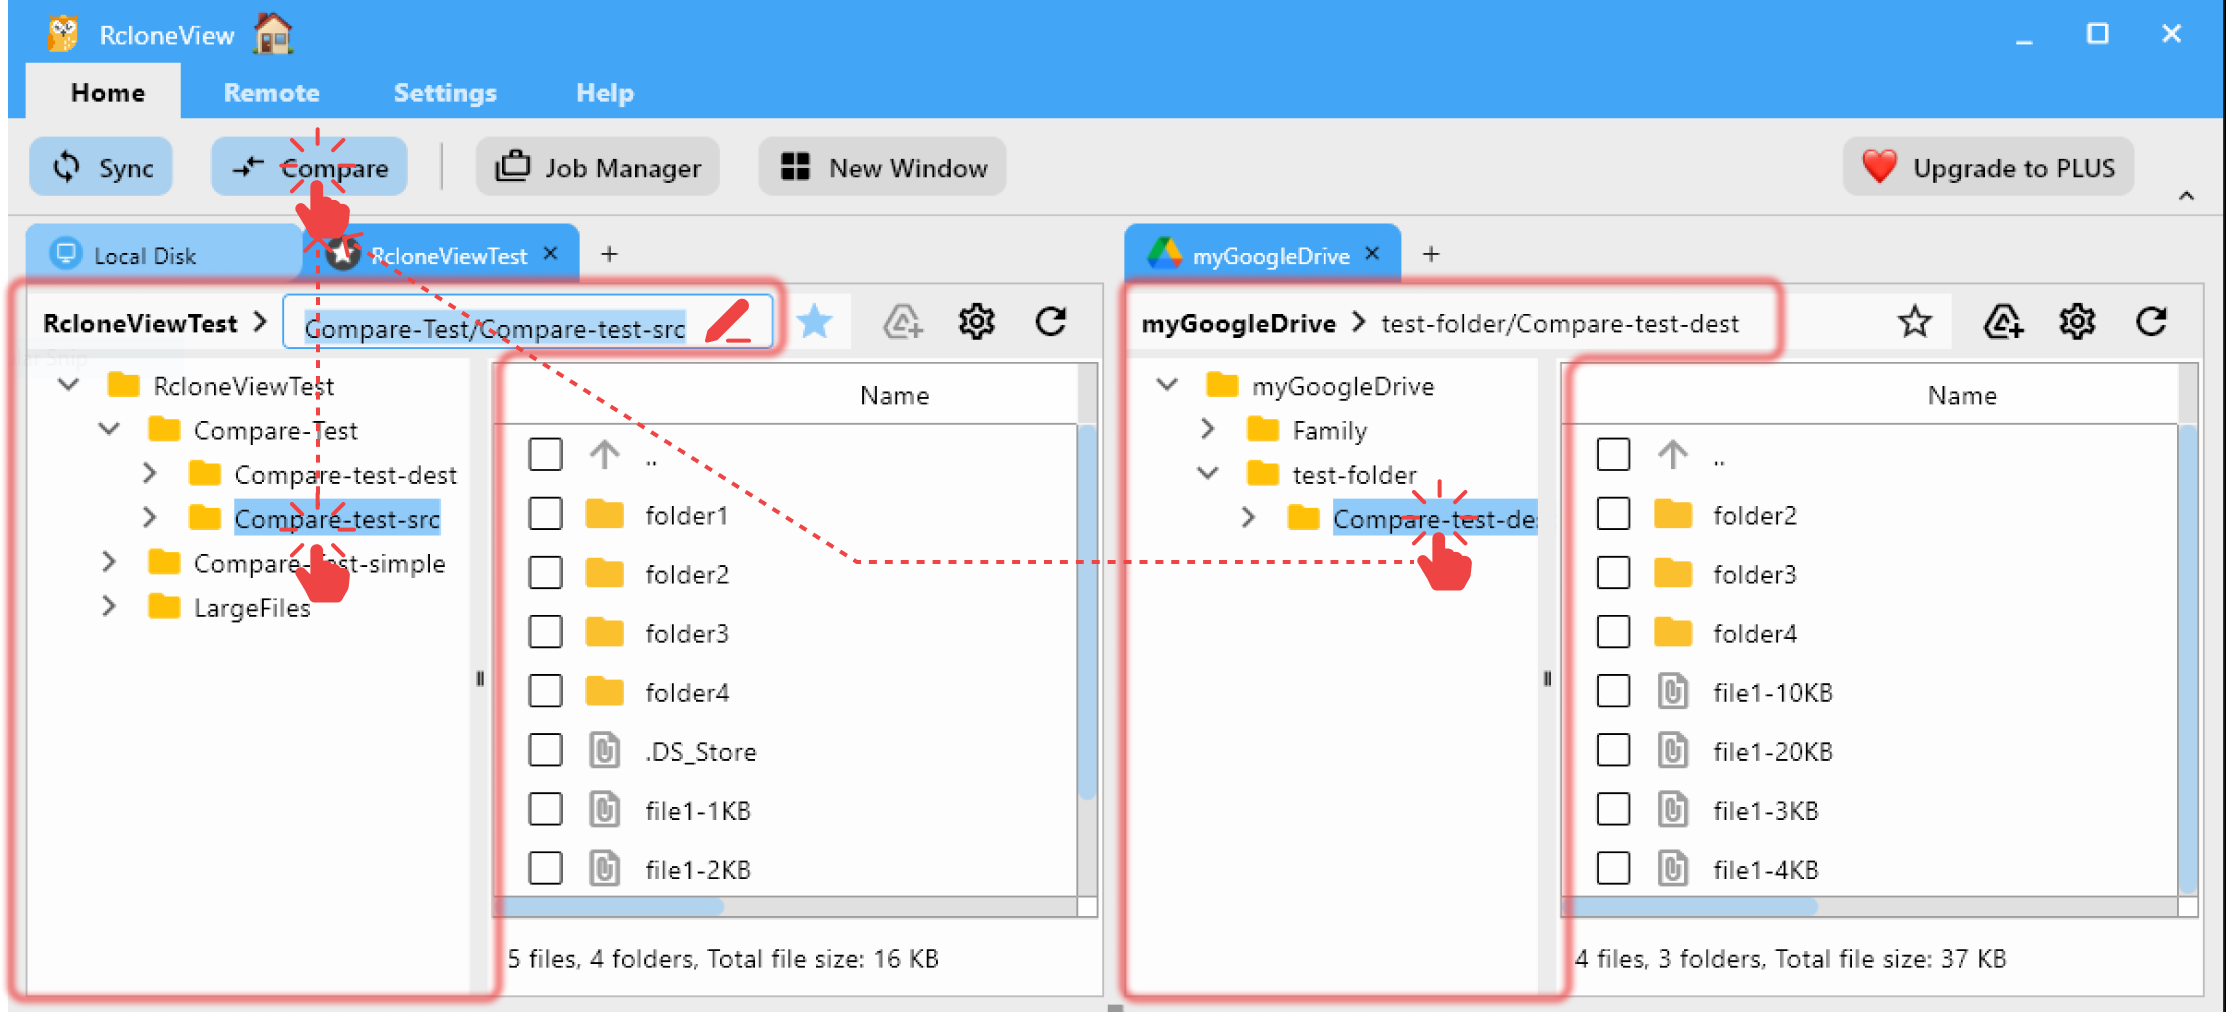 RcloneView
Home Remote Settings Help
Sync Compare Job Manager New Window Upgrade to PLUS
Local Disk RcloneViewTest × +
RcloneViewTest > Compare-Test/Compare-test-src
RcloneViewTest
Compare-Test
Compare-test-dest
Compare-test-src
Compare-Test-simple
LargeFiles
Name
..
folder1
folder2
folder3
folder4
.DS_Store
file1-1KB
file1-2KB
5 files, 4 folders, Total file size: 16 KB
myGoogleDrive × +
myGoogleDrive > test-folder/Compare-test-dest
myGoogleDrive
Family
test-folder
Compare-test-de
Name
..
folder2
folder3
folder4
file1-10KB
file1-20KB
file1-3KB
file1-4KB
4 files, 3 folders, Total file size: 37 KB